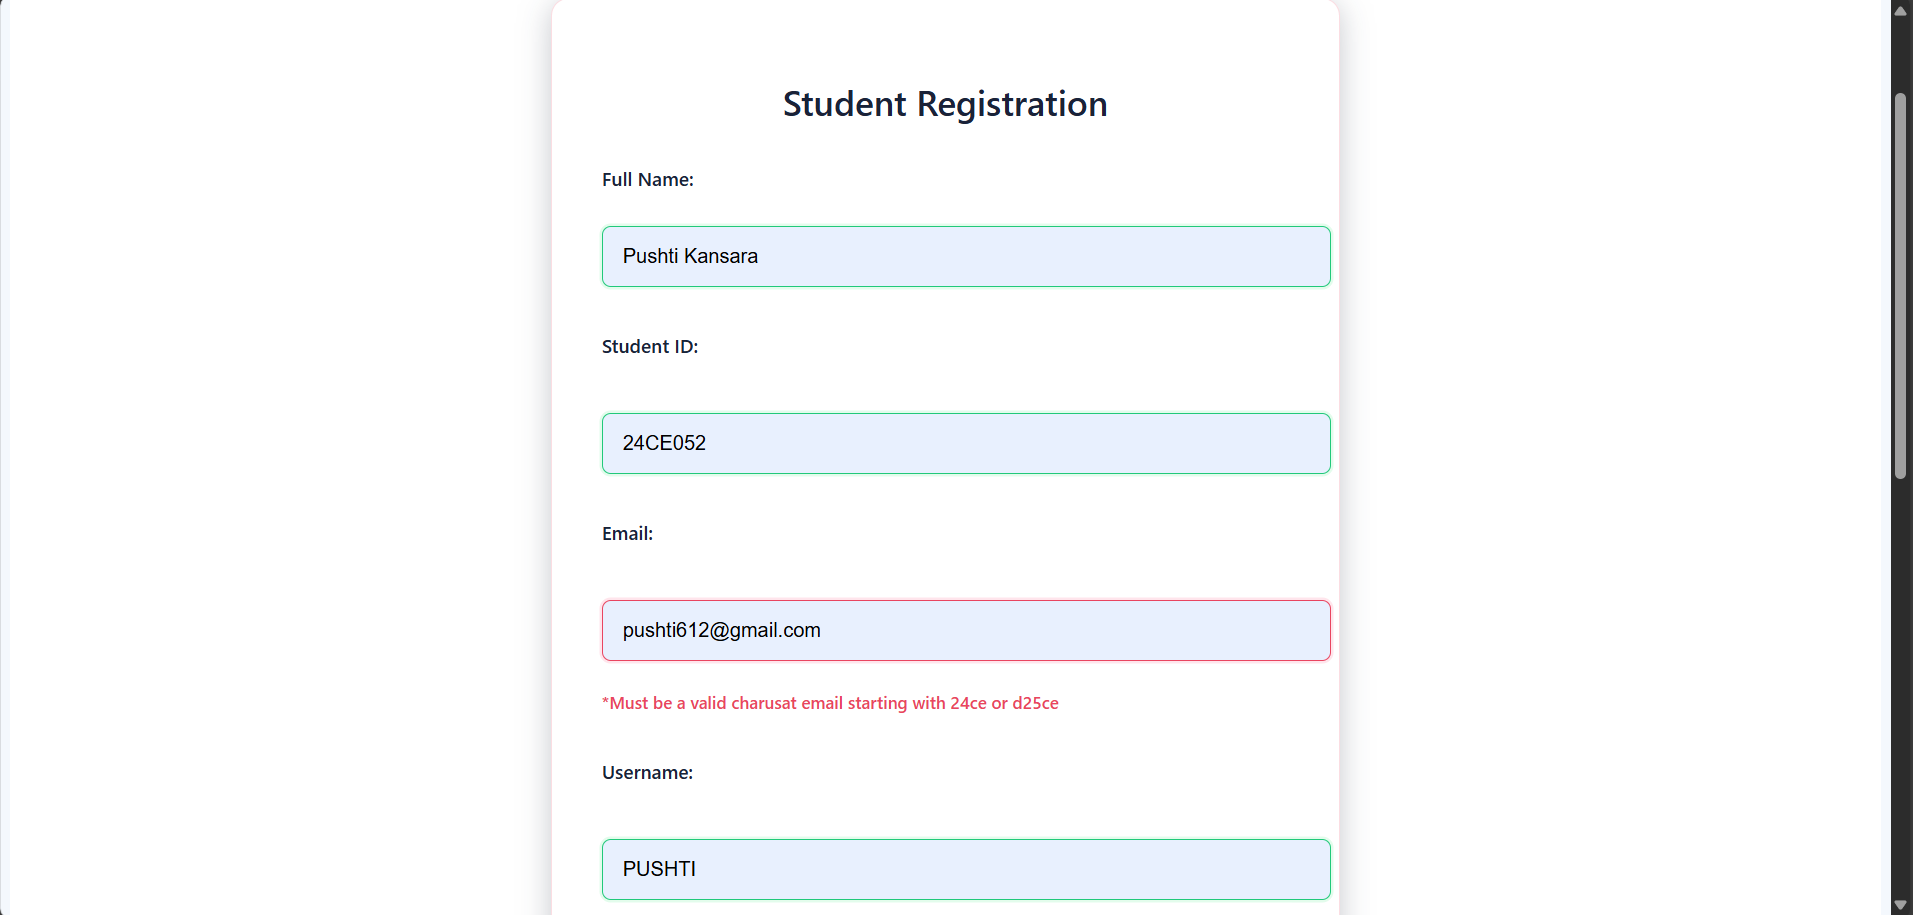 Student Registration
Full Name:
Pushti Kansara
Student ID:
24CE052
Email:
pushti612@gmail.com
*Must be a valid charusat email starting with 24ce or d25ce
Username:
PUSHTI